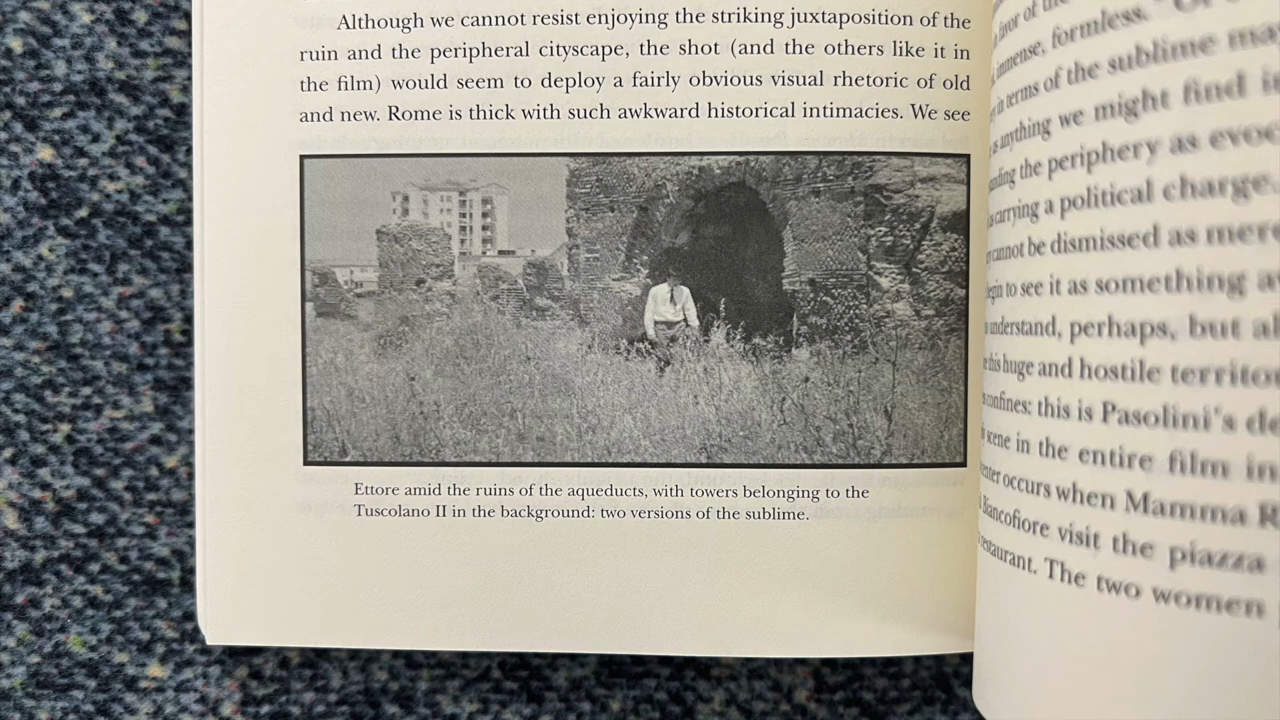 Although we cannot resist enjoying the striking juxtaposition of the
ruin and the peripheral cityscape, the shot (and the others like it in
the film) would seem to deploy a fairly obvious visual rhetoric of old
and new. Rome is thick with such awkward historical intimacies. We see
Ettore amid the ruins of the aqueducts, with towers belonging to the
Tuscolano II in the background: two versions of the sublime.
favor of
immense, formless.
in terms of the sublime
anything we might find
the periphery as
carrying a political charge.
cannot be dismissed as
to see it as something
understand, perhaps, but
this huge and hostile
confines: this is Pasolini's
scene in the entire film in
occurs when Mamma
Biancofiore visit the piazza
restaurant. The two women